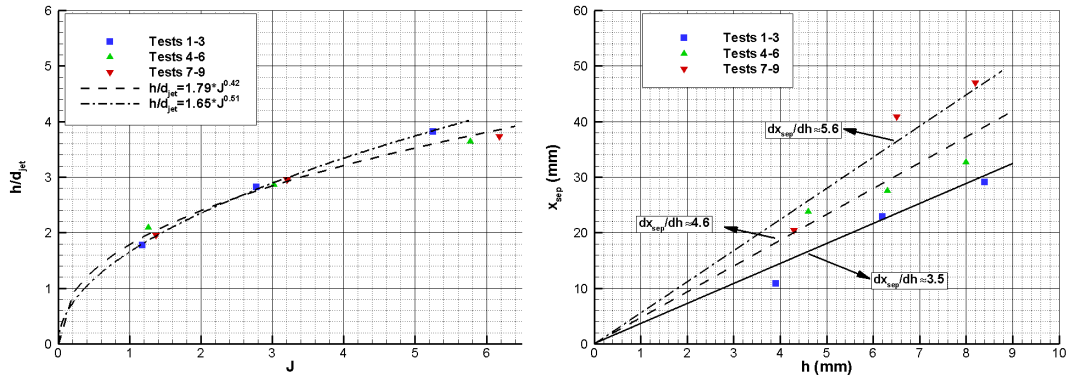 Tests 1-3
Tests 4-6
Tests 7-9
h/d_jet=1.79*J^0.42
h/d_jet=1.65*J^0.51
h/d_jet
6
5
4
3
2
1
0
0 1 2 3 4 5 6
J
Tests 1-3
Tests 4-6
Tests 7-9
dx_sep/dh≈5.6
dx_sep/dh≈4.6
dx_sep/dh≈3.5
x_sep (mm)
60
50
40
30
20
10
0
0 1 2 3 4 5 6 7 8 9 10
h (mm)